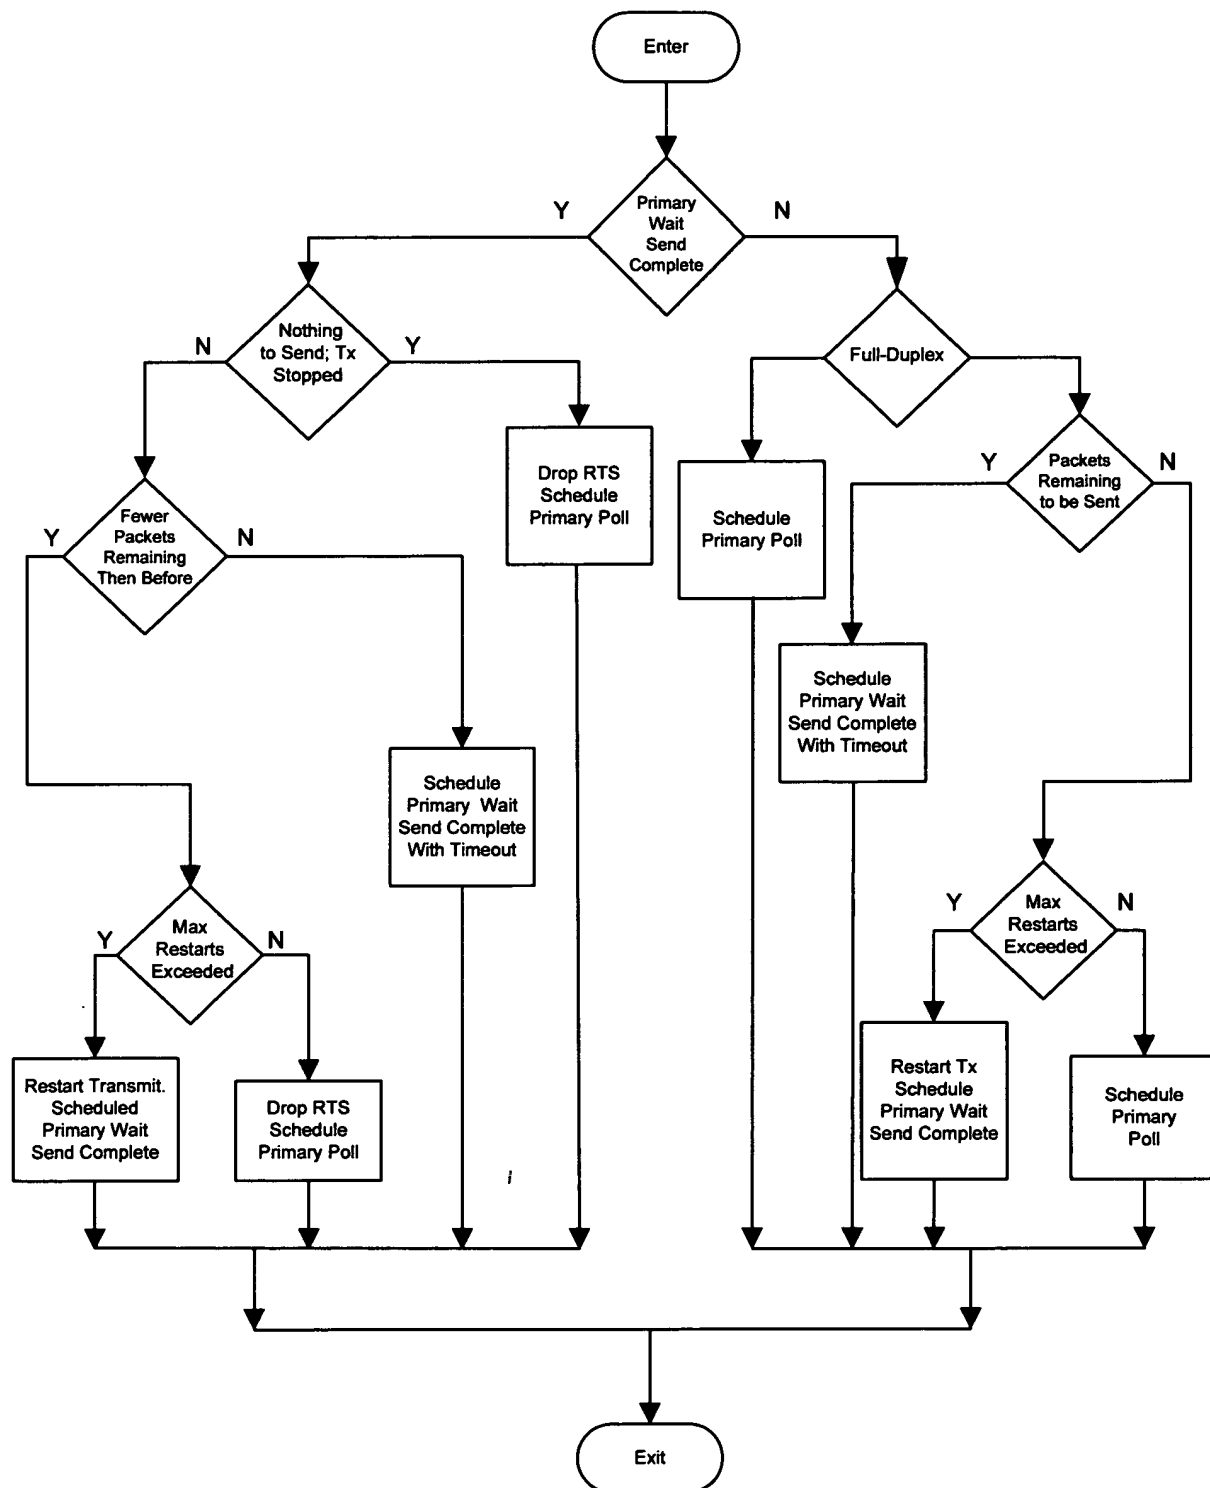 Enter
Primary
Wait
Send
Complete
Y
N
Nothing
to Send; Tx
Stopped
N
Y
Full-Duplex
Drop RTS
Schedule
Primary Poll
Schedule
Primary Poll
Packets
Remaining
to be Sent
Y
N
Fewer
Packets
Remaining
Then Before
Y
N
Schedule
Primary Wait
Send Complete
With Timeout
Schedule
Primary Wait
Send Complete
With Timeout
Max
Restarts
Exceeded
Y
N
Max
Restarts
Exceeded
Y
N
Restart Transmit.
Scheduled
Primary Wait
Send Complete
Drop RTS
Schedule
Primary Poll
Restart Tx
Schedule
Primary Wait
Send Complete
Schedule
Primary
Poll
Exit